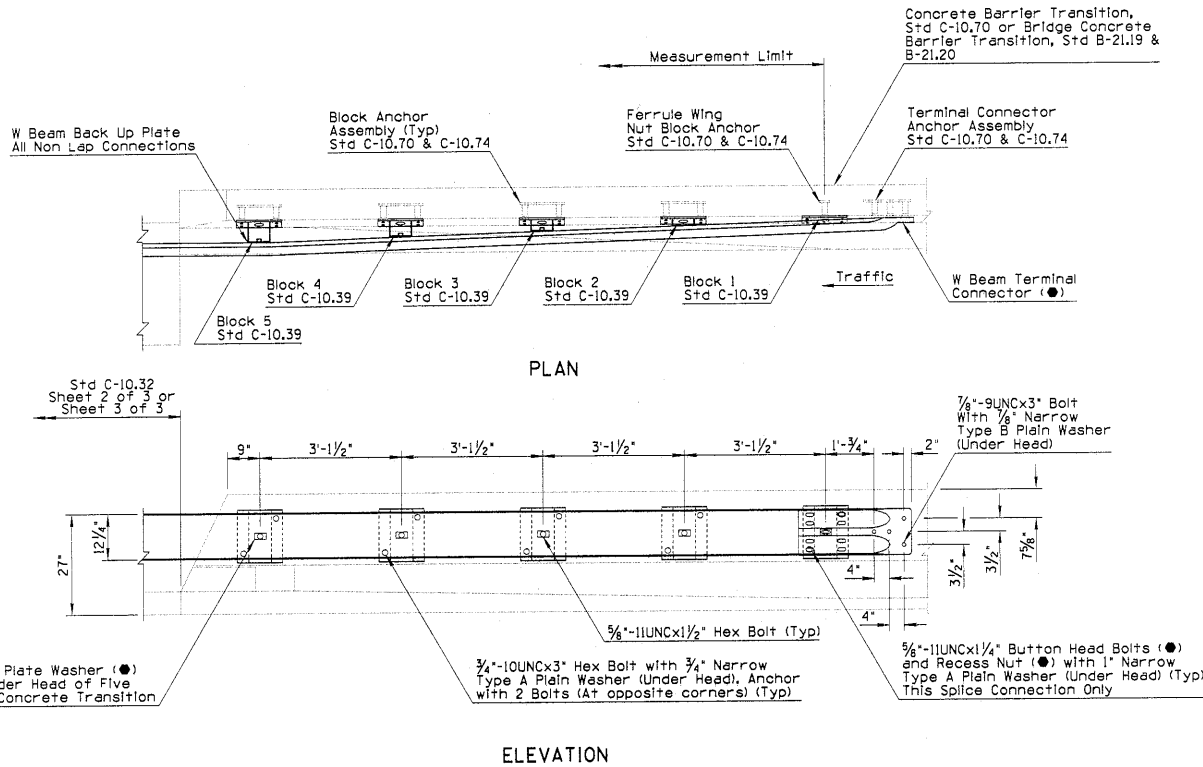 Concrete Barrier Transition,
Std C-10.70 or Bridge Concrete
Barrier Transition, Std B-21.19 &
B-21.20
Measurement Limit
W Beam Back Up Plate
All Non Lap Connections
Block Anchor
Assembly (Typ)
Std C-10.70 & C-10.74
Ferrule Wing
Nut Block Anchor
Std C-10.70 & C-10.74
Terminal Connector
Anchor Assembly
Std C-10.70 & C-10.74
Block 5
Std C-10.39
Block 4
Std C-10.39
Block 3
Std C-10.39
Block 2
Std C-10.39
Block 1
Std C-10.39
Traffic
W Beam Terminal
Connector (⬣)
PLAN
Std C-10.32
Sheet 2 of 3 or
Sheet 3 of 3
9"
3'-1½"
3'-1½"
3'-1½"
3'-1½"
1'-¾"
2"
⅞"-9UNCx3" Bolt
With ⅞" Narrow
Type B Plain Washer
(Under Head)
27"
12¼"
4"
4"
3½"
3½"
7⅝"
⅝"-11UNCx1½" Hex Bolt (Typ)
Plate Washer (⬣)
der Head of Five
Concrete Transition
¾"-10UNCx3" Hex Bolt with ¾" Narrow
Type A Plain Washer (Under Head). Anchor
with 2 Bolts (At opposite corners) (Typ)
⅝"-11UNCx1¼" Button Head Bolts (⬣)
and Recess Nut (⬣) with 1" Narrow
Type A Plain Washer (Under Head) (Typ)
This Splice Connection Only
ELEVATION